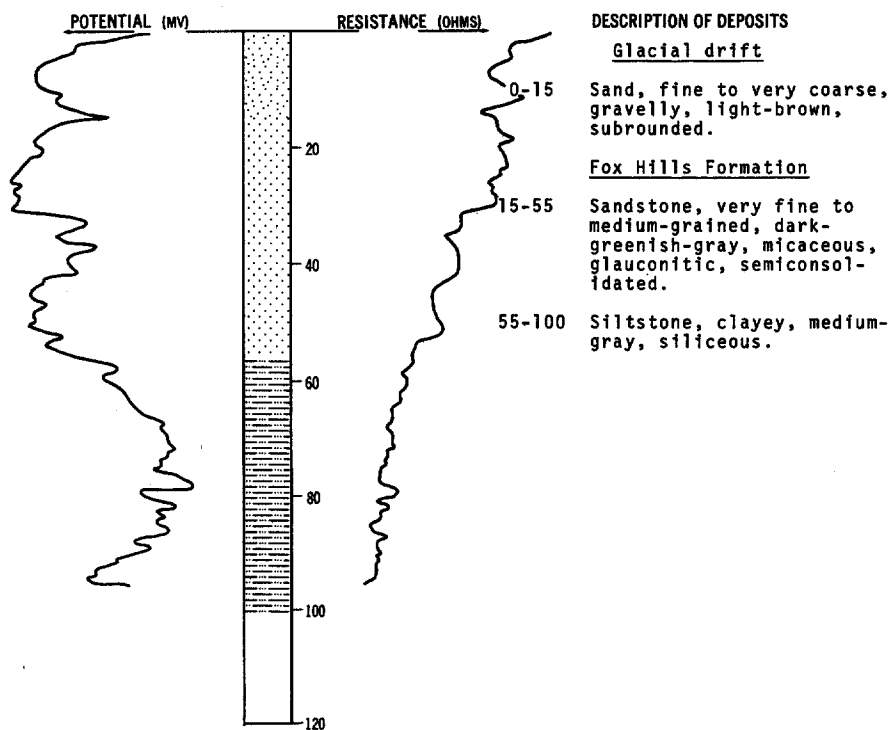 POTENTIAL (MV)
RESISTANCE (OHMS)
DESCRIPTION OF DEPOSITS
Glacial drift
0-15 Sand, fine to very coarse,
gravelly, light-brown,
subrounded.
Fox Hills Formation
15-55 Sandstone, very fine to
medium-grained, dark-
greenish-gray, micaceous,
glauconitic, semiconsol-
idated.
55-100 Siltstone, clayey, medium-
gray, siliceous.
20
40
60
80
100
120